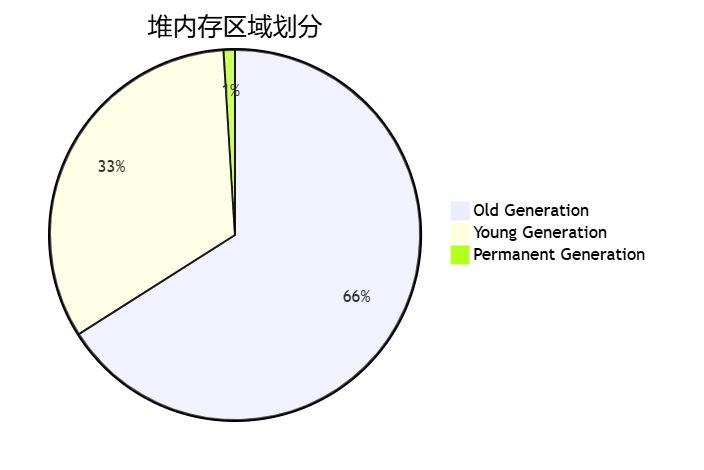 堆内存区域划分
1%
33%
66%
Old Generation
Young Generation
Permanent Generation